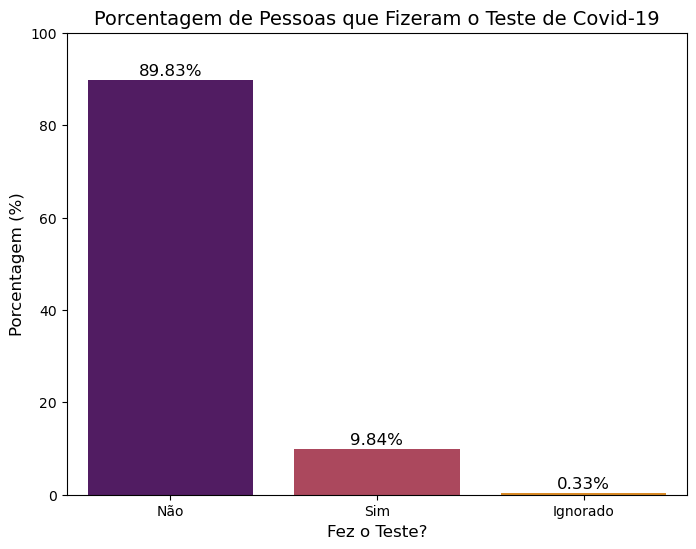 Porcentagem de Pessoas que Fizeram o Teste de Covid-19
100
80
60
40
20
0
Porcentagem (%)
89.83%
9.84%
0.33%
Não
Sim
Ignorado
Fez o Teste?